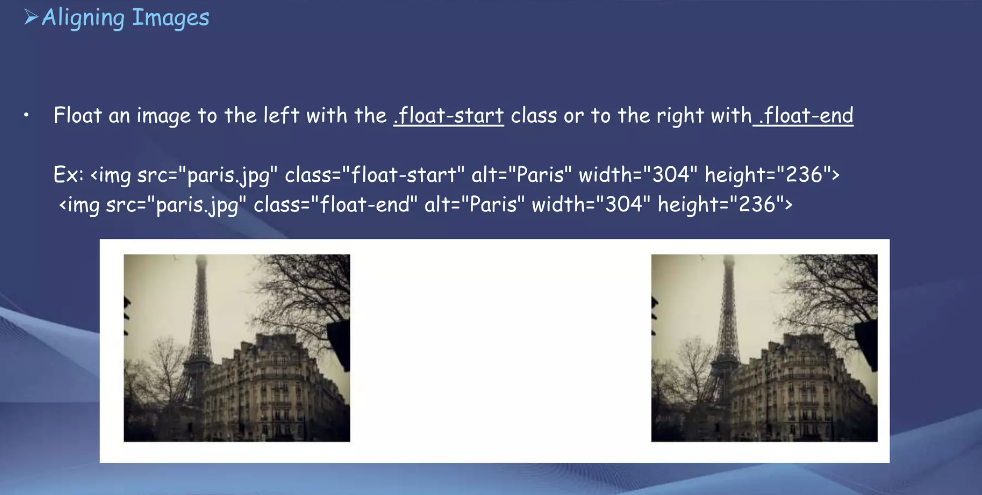 ➢Aligning Images
• Float an image to the left with the .float-start class or to the right with .float-end
Ex: <img src="paris.jpg" class="float-start" alt="Paris" width="304" height="236">
<img src="paris.jpg" class="float-end" alt="Paris" width="304" height="236">